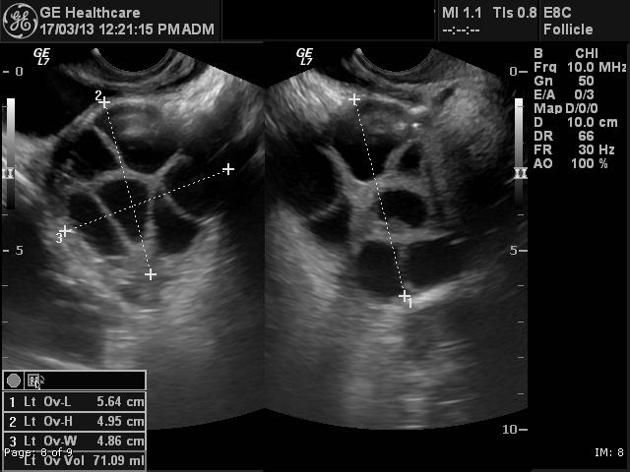 GE Healthcare
17/03/13 12:21:15 PM ADM
MI 1.1 TIs 0.8
--:--:--
E8C
Follicle
GE
L7
GE
L7
B CHI
Frq 10.0 MHz
Gn 50
E/A 0/3
Map D/0/0
D 10.0 cm
DR 66
FR 30 Hz
AO 100 %
0
5
0
5
10
2
3
1
1 Lt Ov-L 5.64 cm
2 Lt Ov-H 4.95 cm
3 Lt Ov-W 4.86 cm
Lt Ov Vol 71.09 ml
Page: 8 of 9
IM: 8